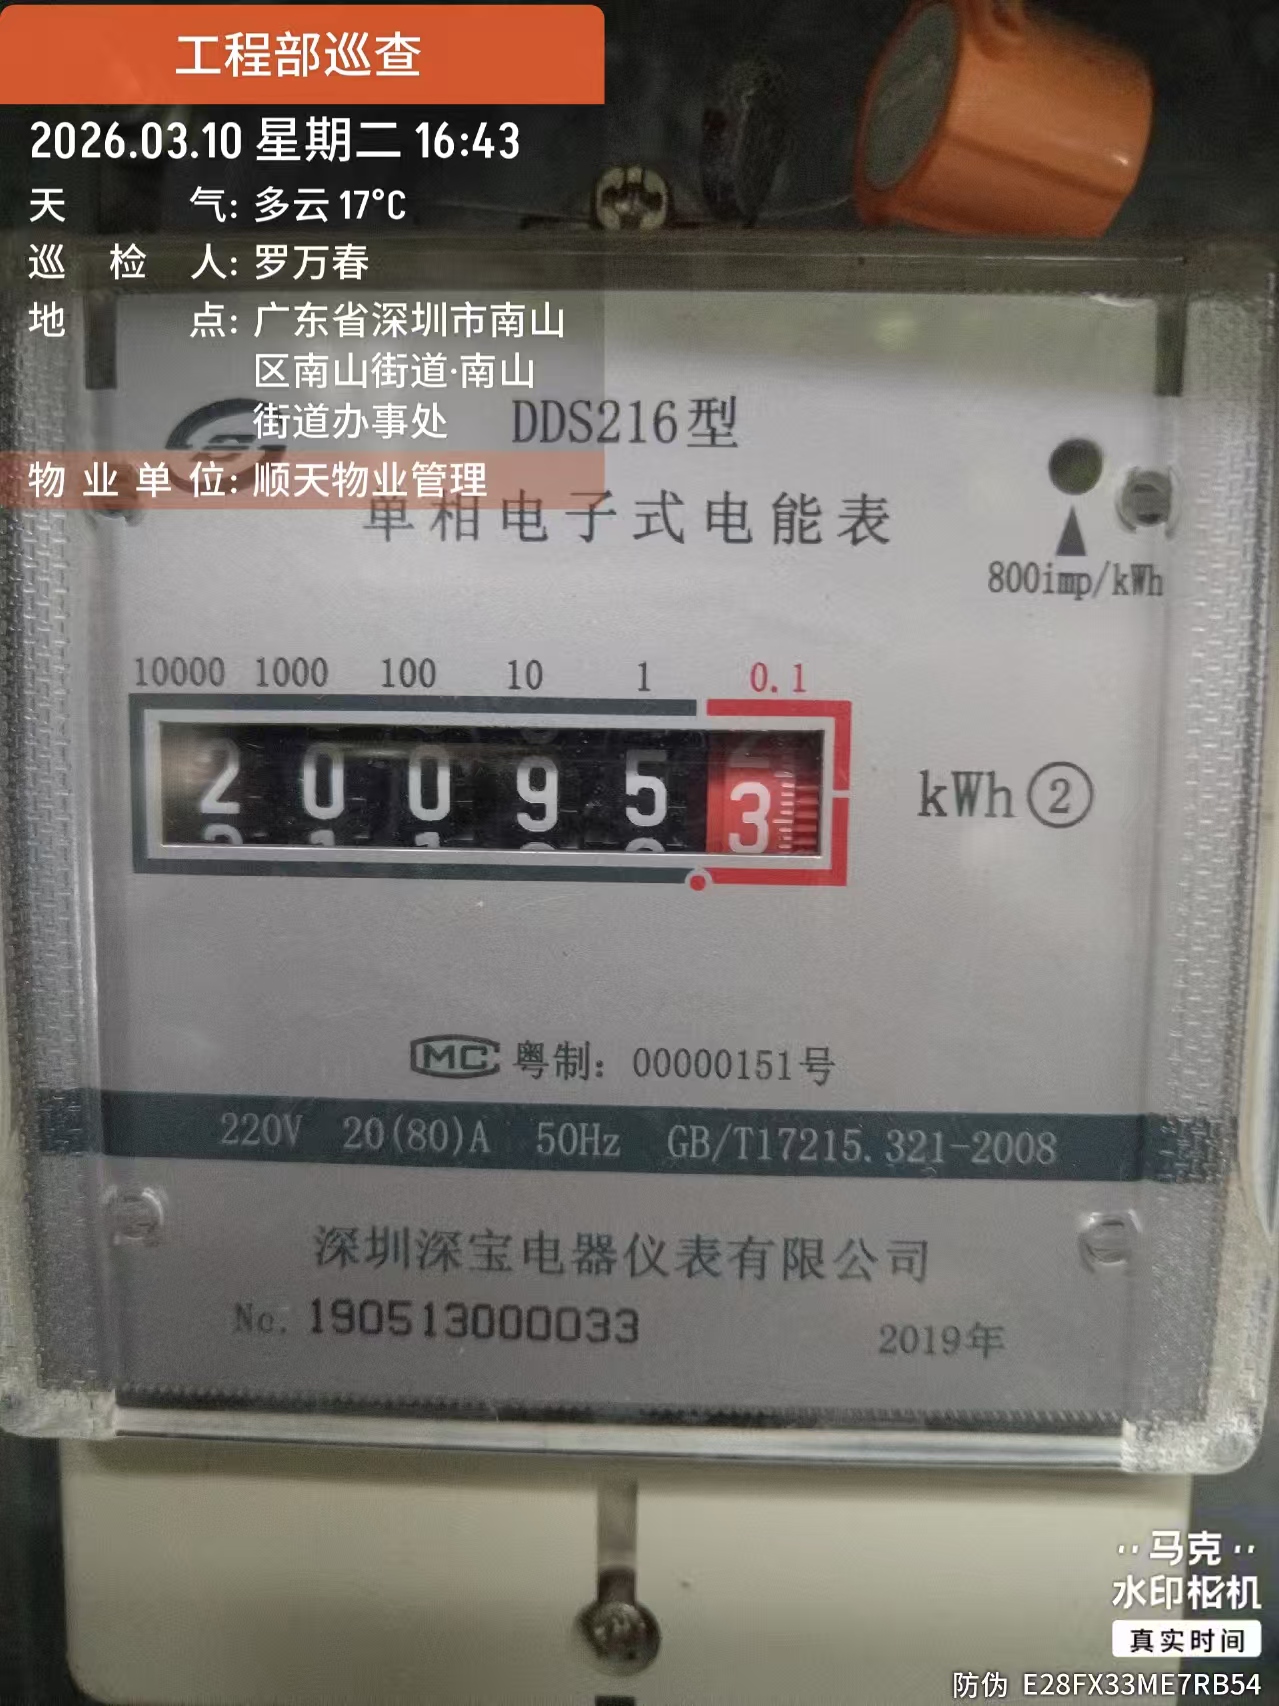 工程部巡查
2026.03.10 星期二 16:43
天 气: 多云 17°C
巡 检 人: 罗万春
地 点: 广东省深圳市南山
区南山街道·南山
街道办事处
物业单位: 顺天物业管理
DDS216型
单相电子式电能表
800imp/kWh
10000 1000 100 10 1 0.1
2 0 0 9 5 3
kWh ②
MC 粤制: 00000151号
220V 20(80)A 50Hz GB/T17215.321-2008
深圳深宝电器仪表有限公司
No. 190513000033
2019年
马克
水印相机
真实时间
防伪 E28FX33ME7RB54